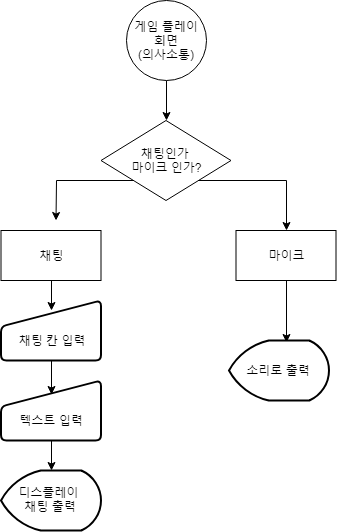 게임 플레이
화면
(의사소통)
채팅인가
마이크 인가?
채팅
마이크
채팅 칸 입력
소리로 출력
텍스트 입력
디스플레이
채팅 출력